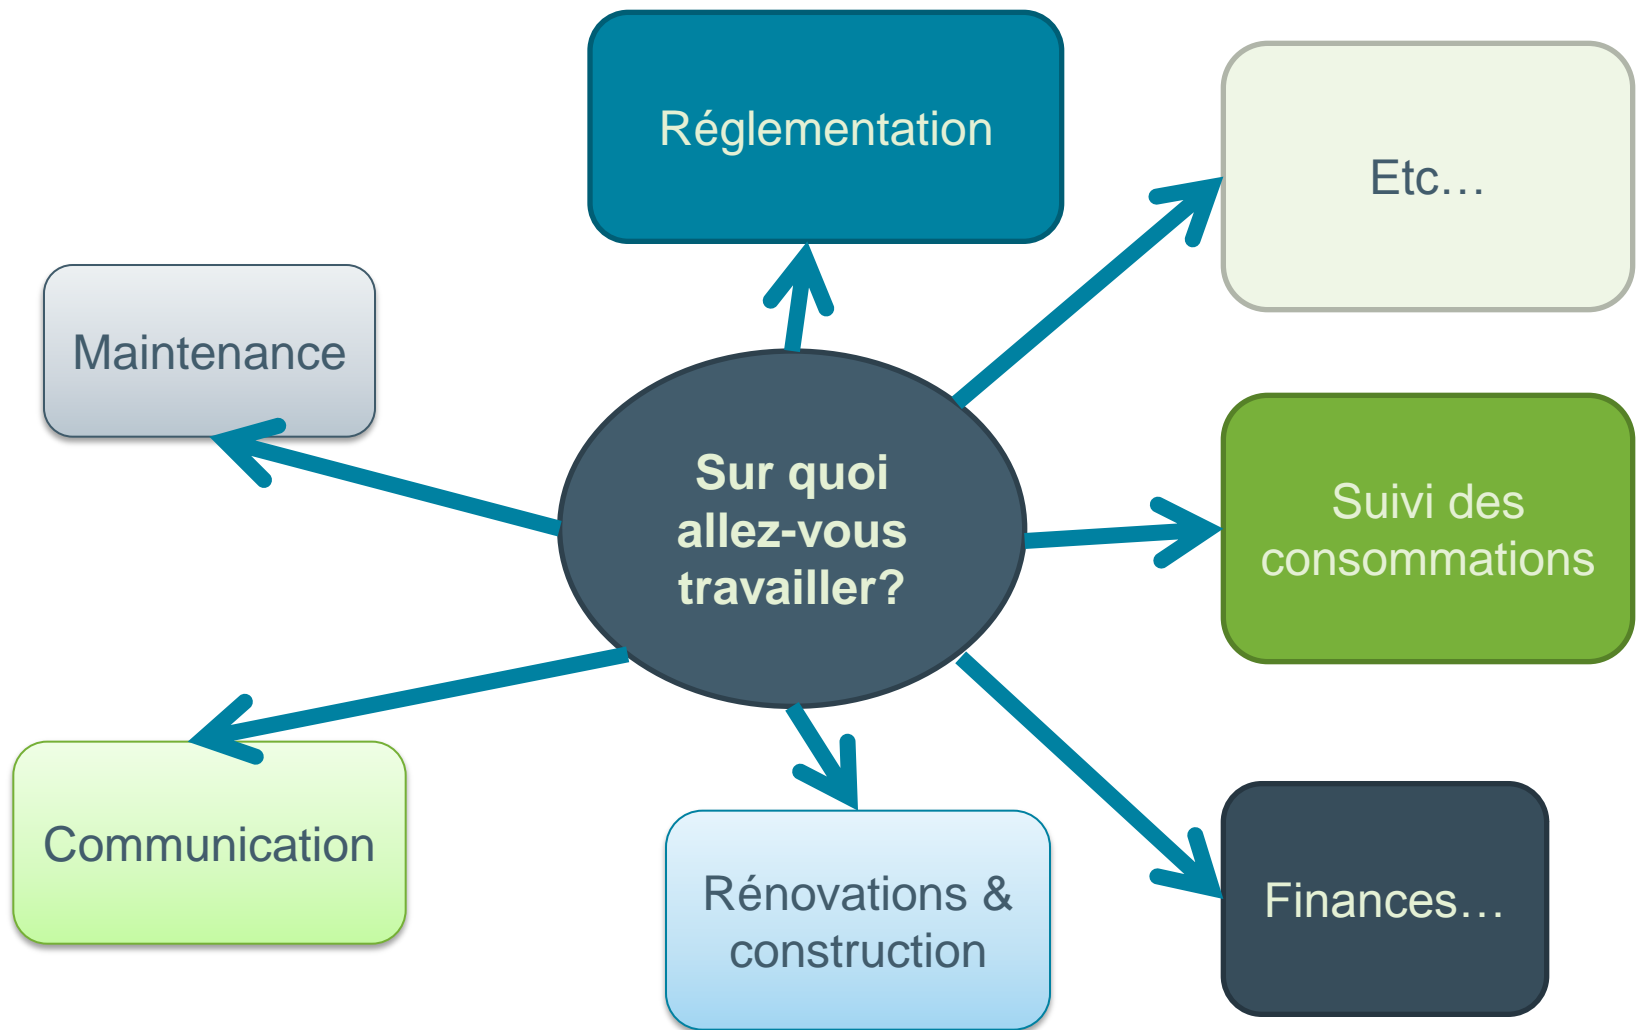 Réglementation
Etc…
Maintenance
Sur quoi
allez-vous
travailler?
Suivi des
consommations
Communication
Rénovations &
construction
Finances…